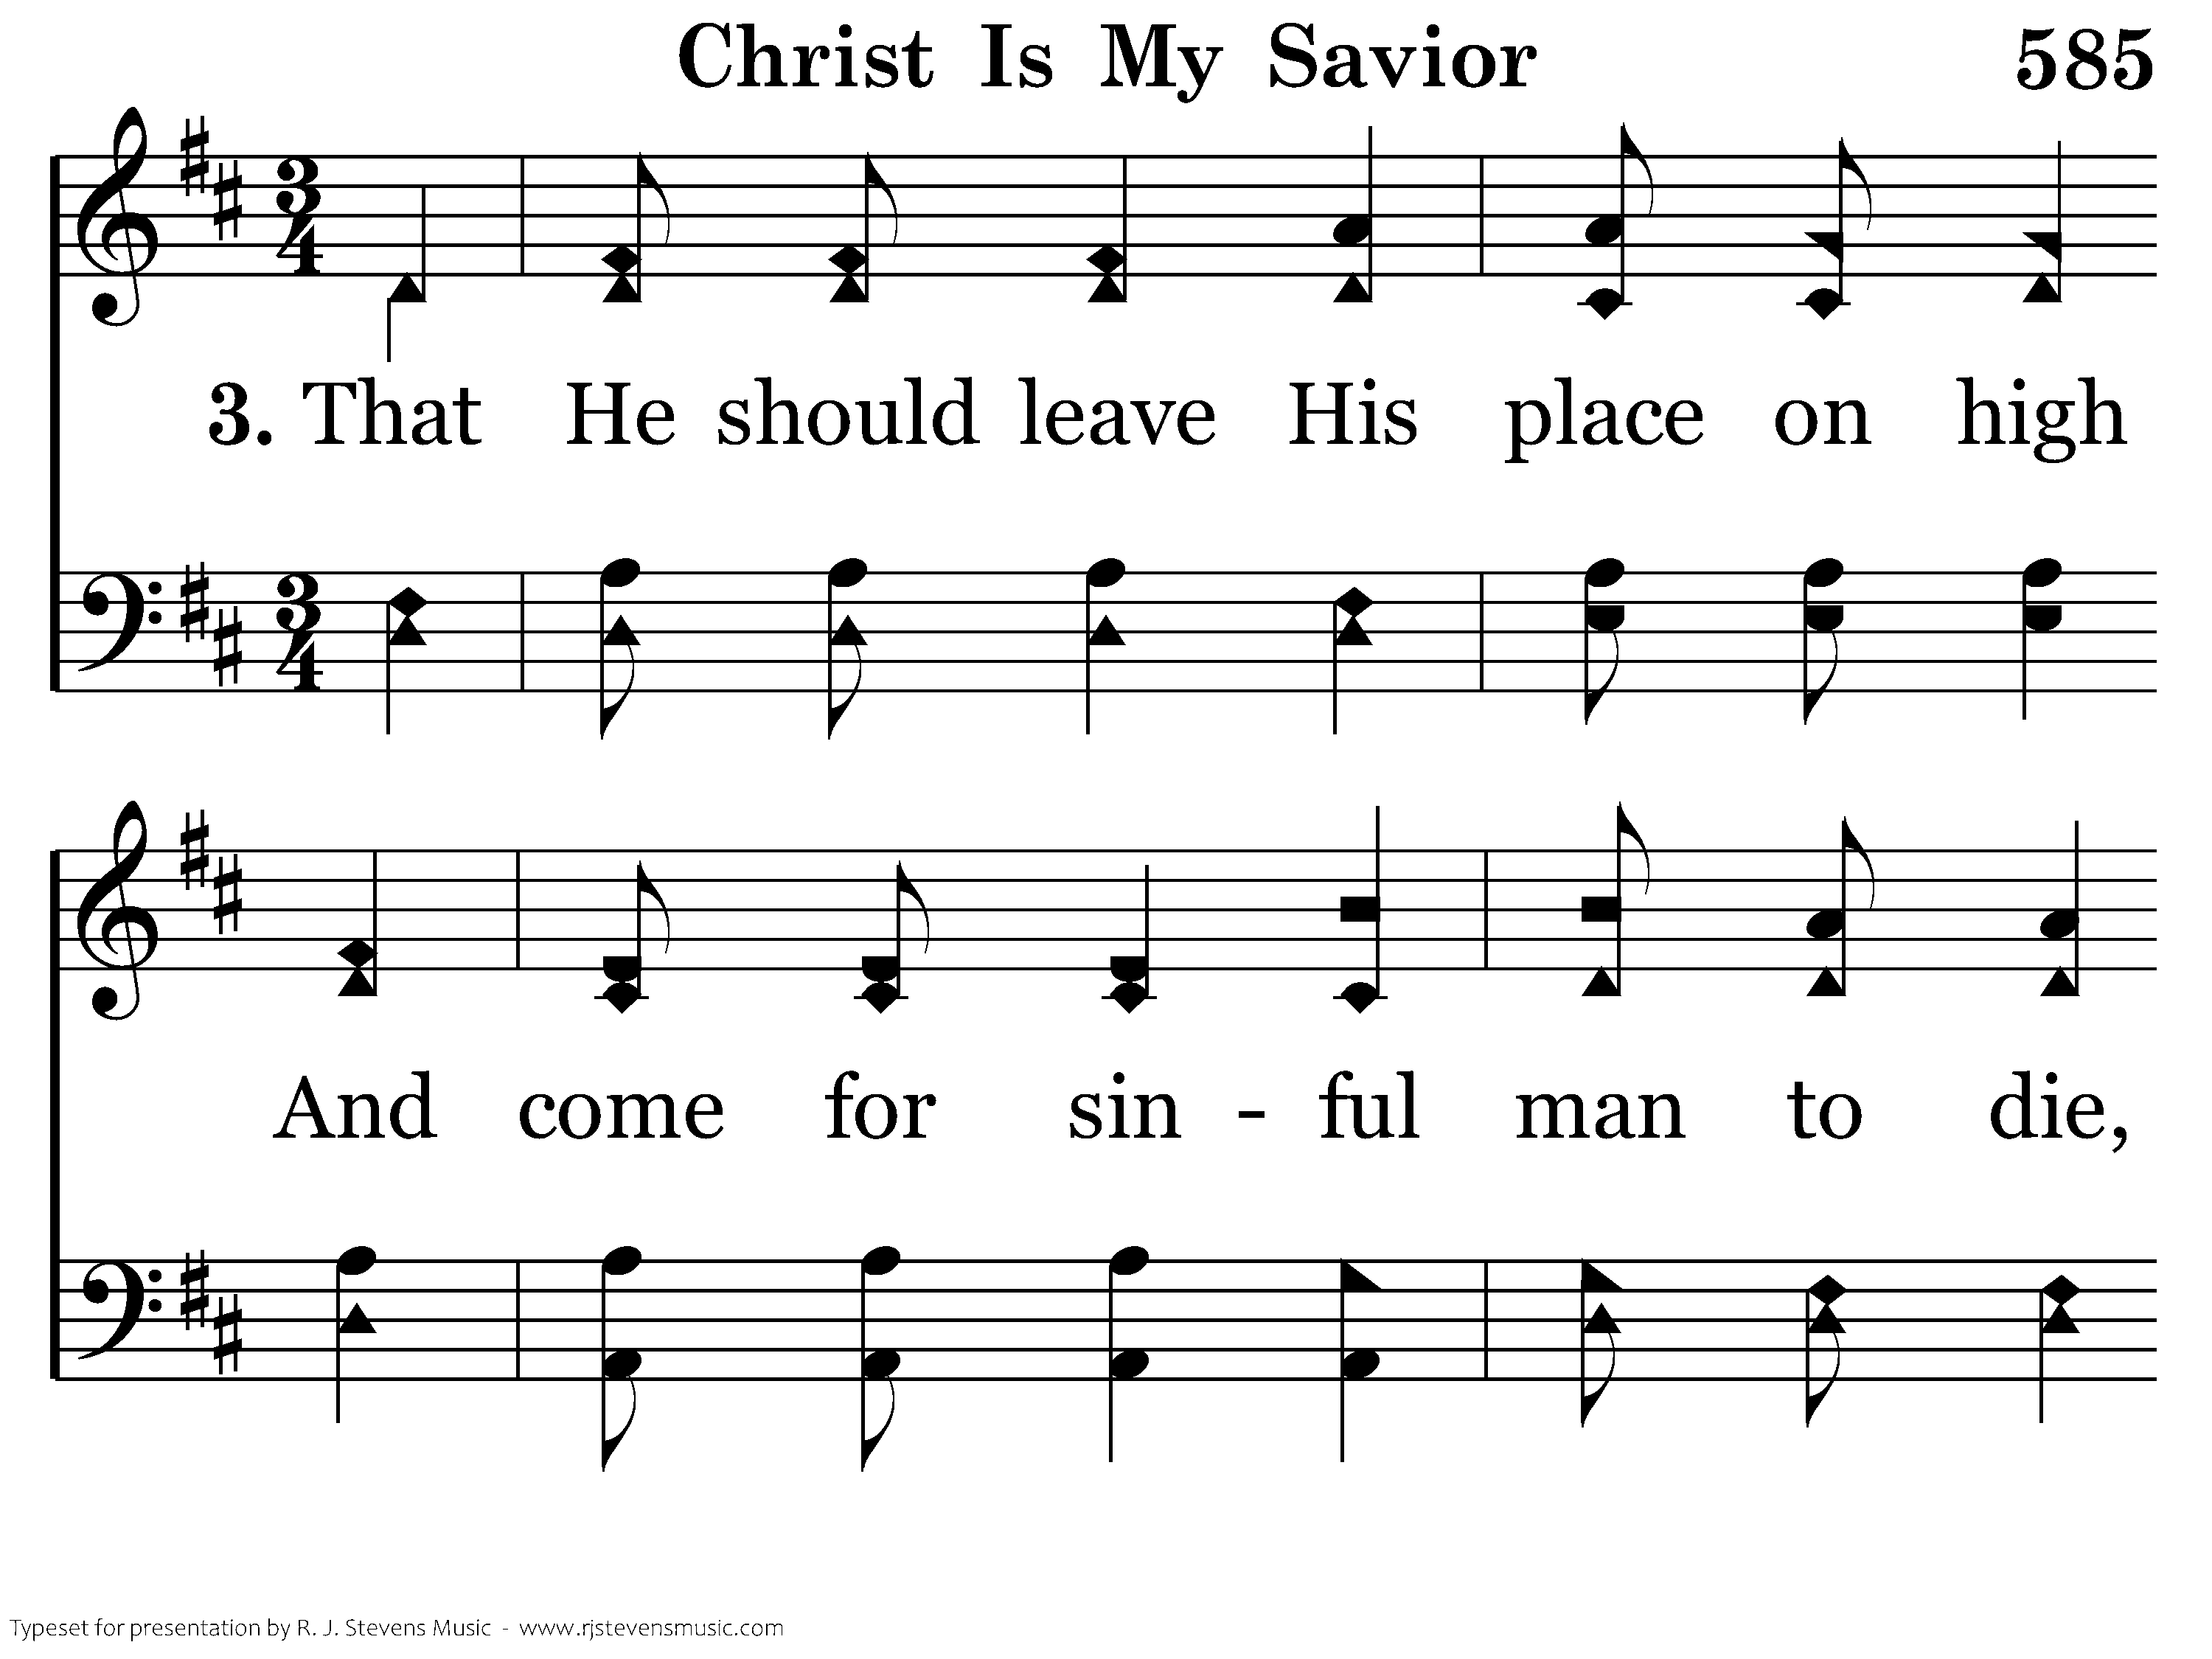 Christ Is My Savior 585
3. That He should leave His place on high
And come for sin - ful man to die,
Typeset for presentation by R. J. Stevens Music - www.rjstevensmusic.com